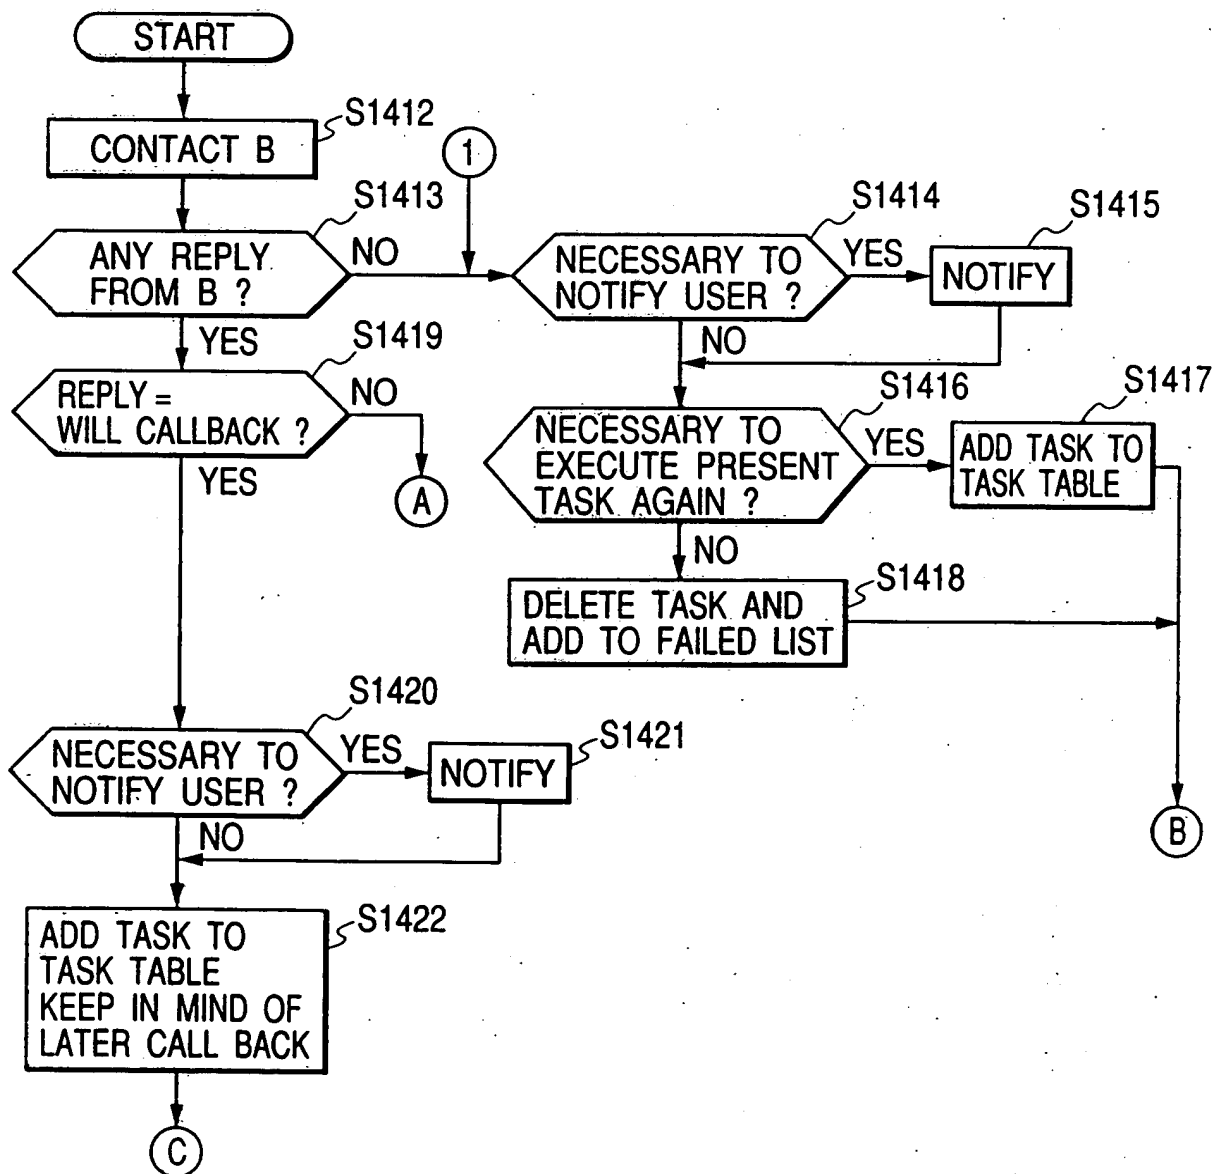 START
S1412
CONTACT B
1
S1413
ANY REPLY
FROM B ?
NO
YES
S1414
NECESSARY TO
NOTIFY USER ?
YES
NO
S1415
NOTIFY
S1419
REPLY =
WILL CALLBACK ?
NO
YES
A
S1416
NECESSARY TO
EXECUTE PRESENT
TASK AGAIN ?
YES
NO
S1417
ADD TASK TO
TASK TABLE
S1418
DELETE TASK AND
ADD TO FAILED LIST
B
S1420
NECESSARY TO
NOTIFY USER ?
YES
NO
S1421
NOTIFY
S1422
ADD TASK TO
TASK TABLE
KEEP IN MIND OF
LATER CALL BACK
C